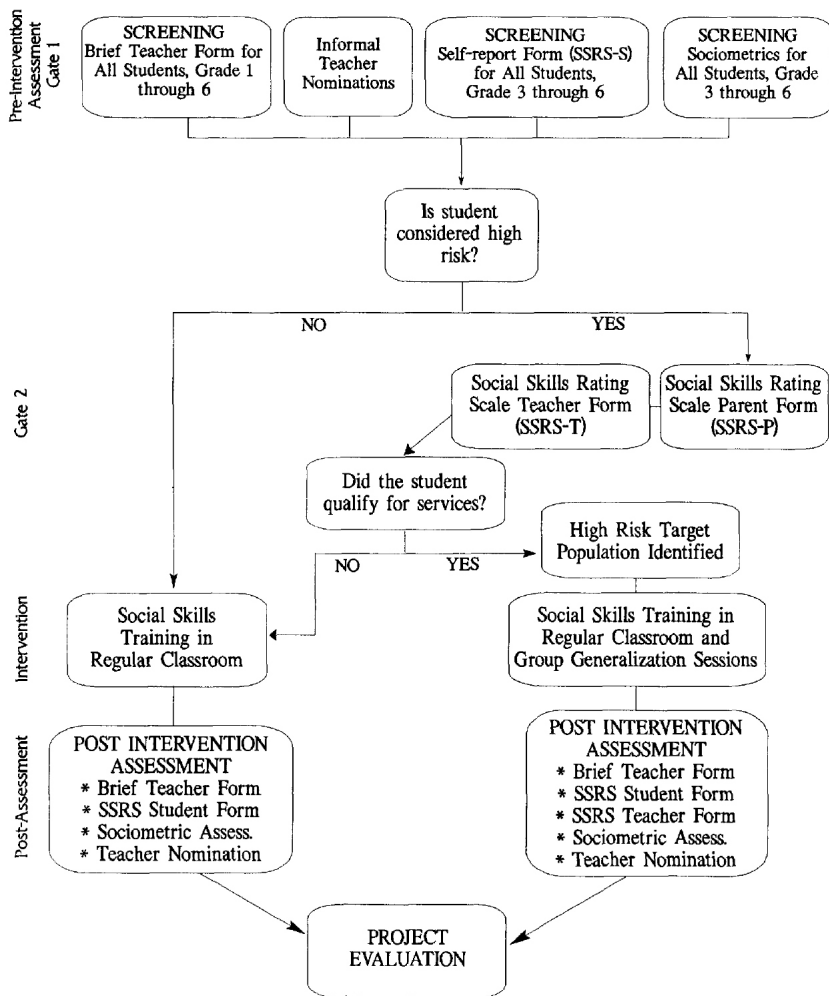 Pre-Intervention
Assessment
Gate 1
SCREENING
Brief Teacher Form for
All Students, Grade 1
through 6
Informal
Teacher
Nominations
SCREENING
Self-report Form (SSRS-S)
for All Students,
Grade 3 through 6
SCREENING
Sociometrics for
All Students, Grade
3 through 6
Is student
considered high
risk?
NO
YES
Gate 2
Social Skills Rating
Scale Teacher Form
(SSRS-T)
Social Skills Rating
Scale Parent Form
(SSRS-P)
Did the student
qualify for services?
NO
YES
High Risk Target
Population Identified
Intervention
Social Skills
Training in
Regular Classroom
Social Skills Training in
Regular Classroom and
Group Generalization Sessions
Post-Assessment
POST INTERVENTION
ASSESSMENT
* Brief Teacher Form
* SSRS Student Form
* Sociometric Assess.
* Teacher Nomination
POST INTERVENTION
ASSESSMENT
* Brief Teacher Form
* SSRS Student Form
* SSRS Teacher Form
* Sociometric Assess.
* Teacher Nomination
PROJECT
EVALUATION